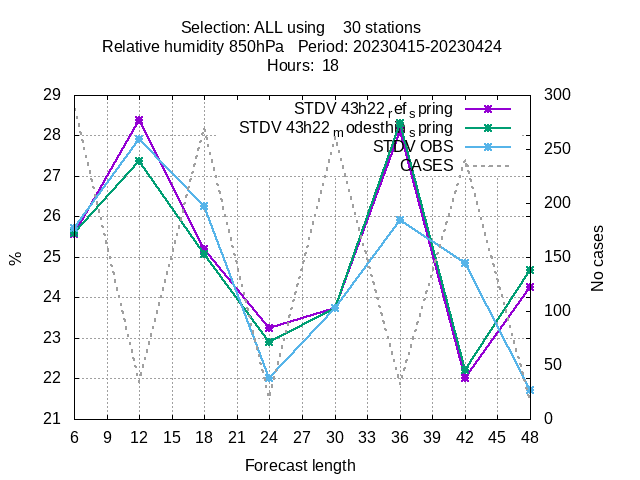 Selection: ALL using    30 stations
Relative humidity 850hPa   Period: 20230415-20230424
Hours:  18
29
28
27
26
25
24
23
22
21
300
250
200
150
100
50
0
%
No cases
STDV 43h22_ref_spring
STDV OBS
CASES
6 9 12 15 18 21 24 27 30 33 36 39 42 45 48
Forecast length